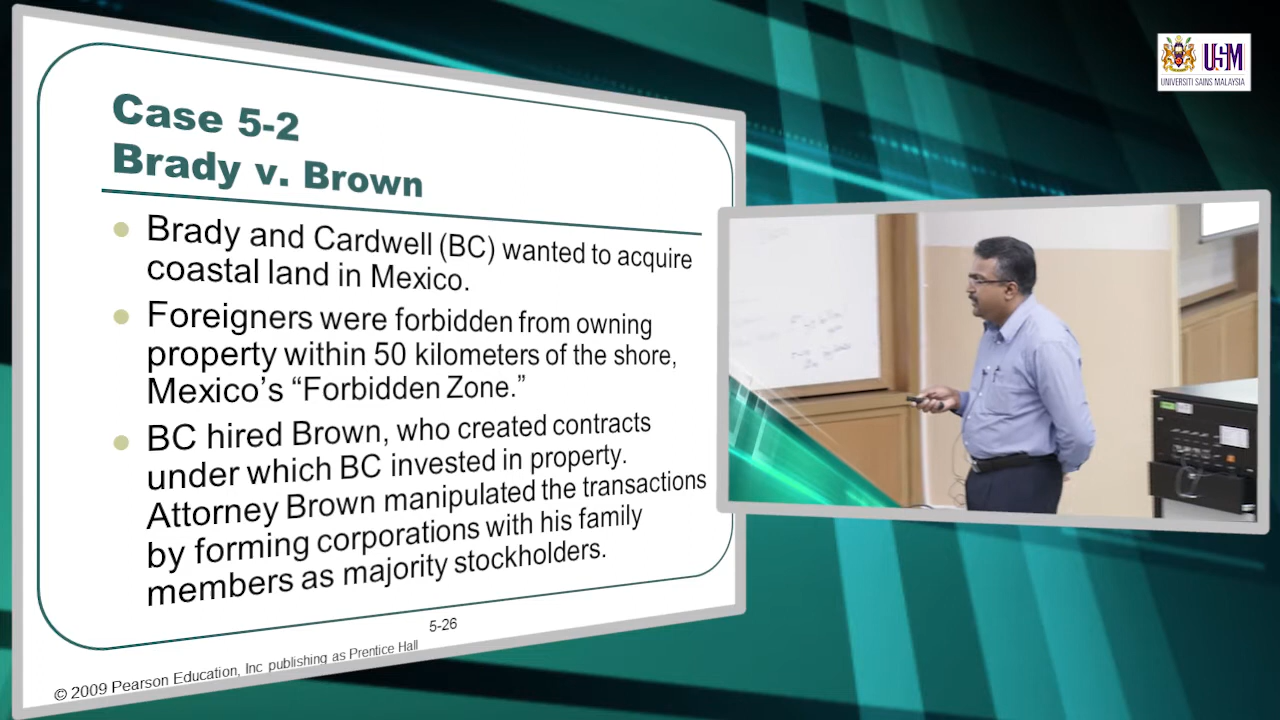 Case 5-2
Brady v. Brown
Brady and Cardwell (BC) wanted to acquire
coastal land in Mexico.
Foreigners were forbidden from owning
property within 50 kilometers of the shore,
Mexico’s “Forbidden Zone.”
BC hired Brown, who created contracts
under which BC invested in property.
Attorney Brown manipulated the transactions
by forming corporations with his family
members as majority stockholders.
5-26
© 2009 Pearson Education, Inc publishing as Prentice Hall
USM
UNIVERSITI SAINS MALAYSIA